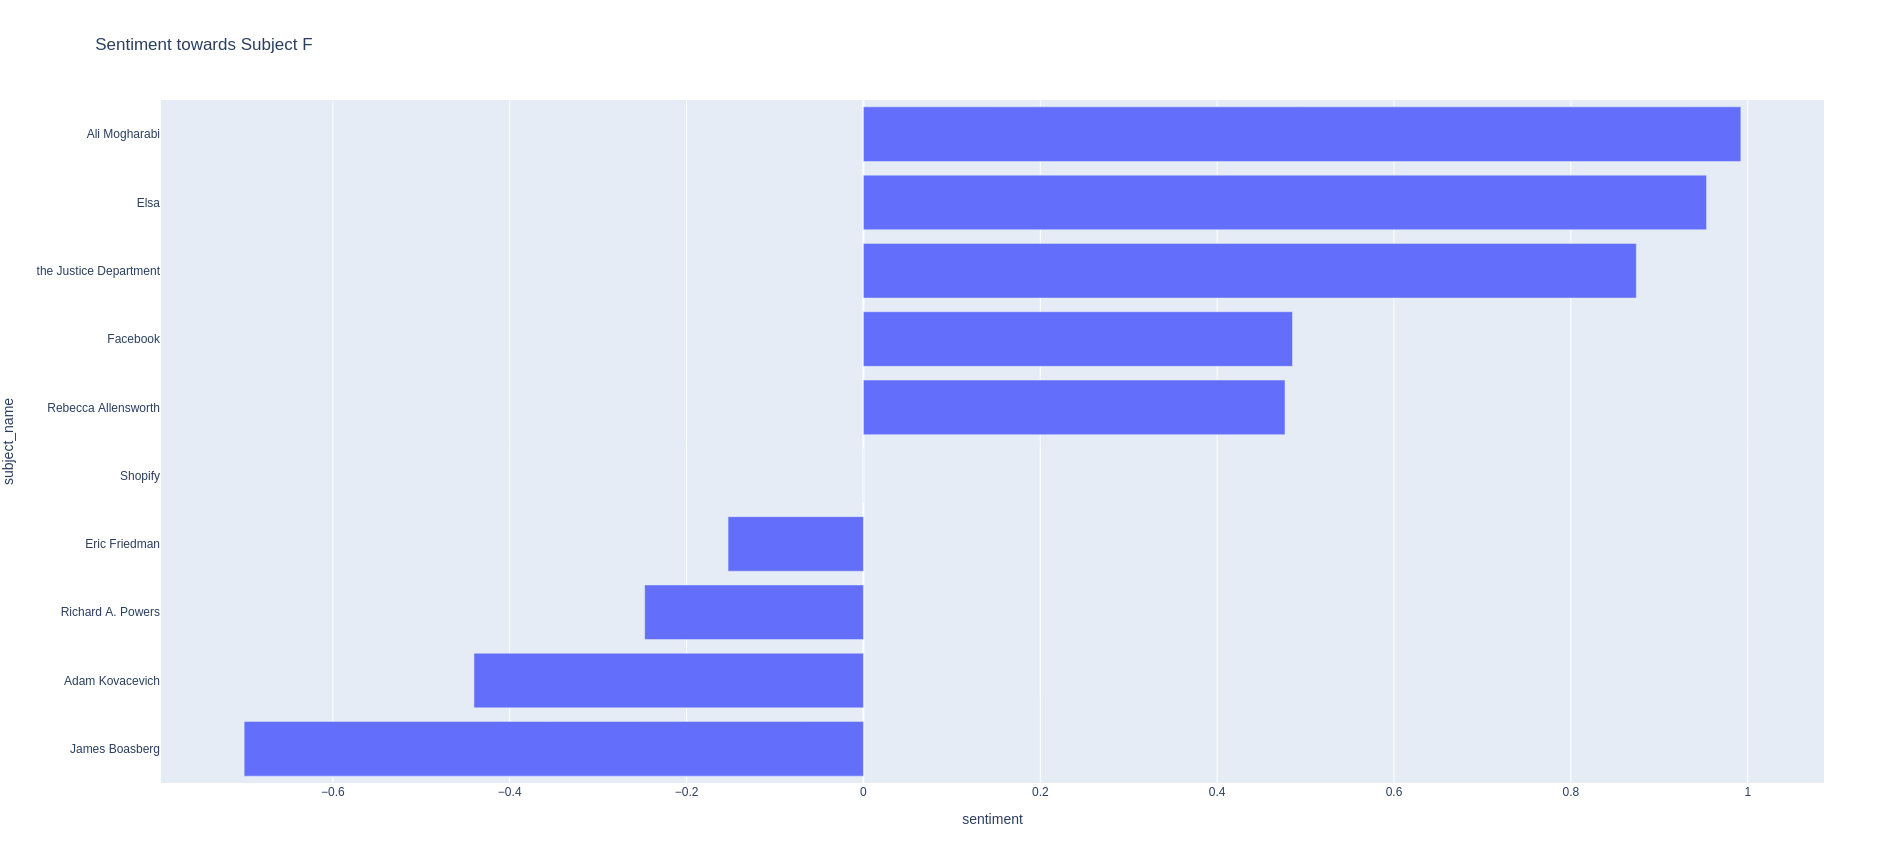 Sentiment towards Subject F
Ali Mogharabi
Elsa
the Justice Department
Facebook
Rebecca Allensworth
Shopify
Eric Friedman
Richard A. Powers
Adam Kovacevich
James Boasberg
subject_name
−0.6 −0.4 −0.2 0 0.2 0.4 0.6 0.8 1
sentiment